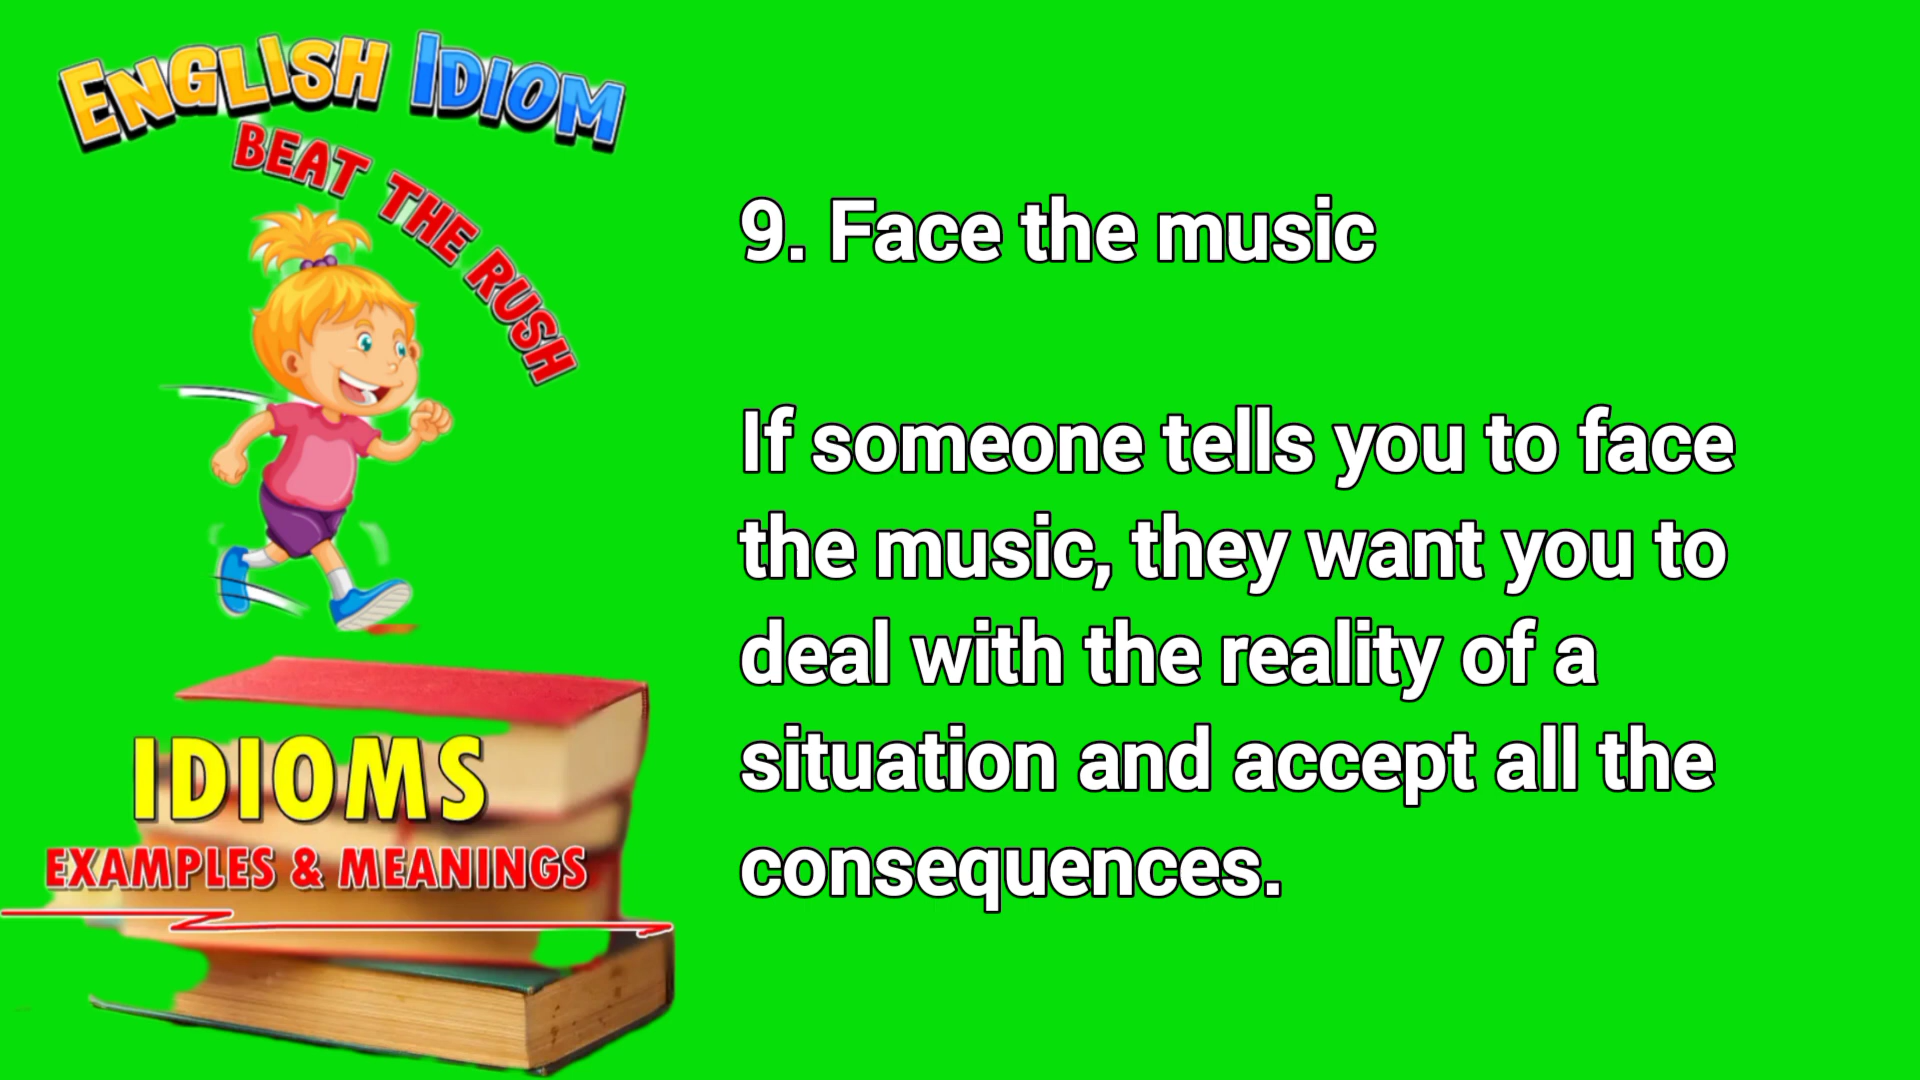 ENGLISH IDIOM
BEAT THE RUSH
IDIOMS
EXAMPLES & MEANINGS
9. Face the music
If someone tells you to face
the music, they want you to
deal with the reality of a
situation and accept all the
consequences.